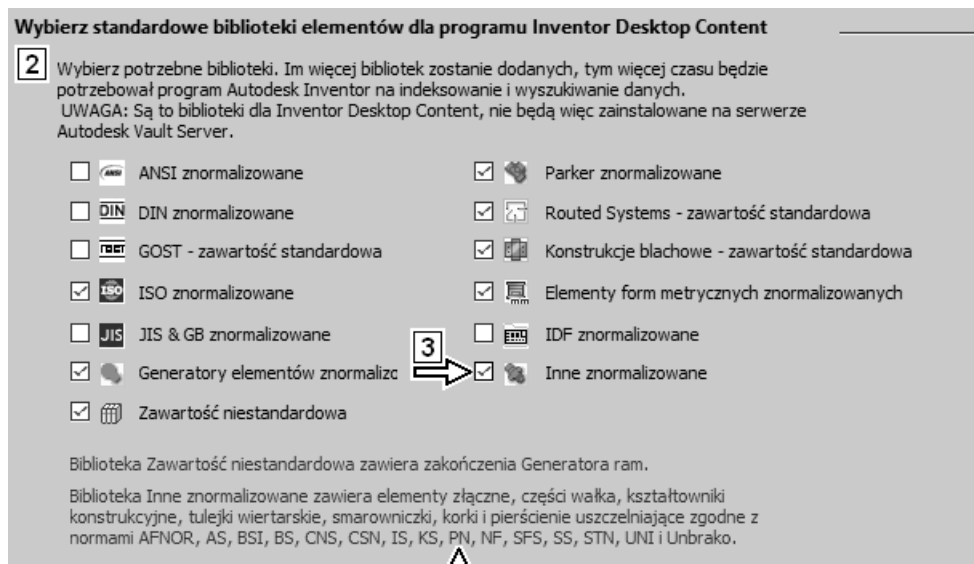 Wybierz standardowe biblioteki elementów dla programu Inventor Desktop Content
2
Wybierz potrzebne biblioteki. Im więcej bibliotek zostanie dodanych, tym więcej czasu będzie
potrzebował program Autodesk Inventor na indeksowanie i wyszukiwanie danych.
UWAGA: Są to biblioteki dla Inventor Desktop Content, nie będą więc zainstalowane na serwerze
Autodesk Vault Server.
ANSI ANSI znormalizowane
DIN DIN znormalizowane
ГОСТ GOST - zawartość standardowa
ISO ISO znormalizowane
JIS JIS & GB znormalizowane
Generatory elementów znormalizo
Zawartość niestandardowa
Parker znormalizowane
Routed Systems - zawartość standardowa
Konstrukcje blachowe - zawartość standardowa
mm Elementy form metrycznych znormalizowanych
IDF znormalizowane
3
Inne znormalizowane
Biblioteka Zawartość niestandardowa zawiera zakończenia Generatora ram.
Biblioteka Inne znormalizowane zawiera elementy złączne, części wałka, kształtowniki
konstrukcyjne, tulejki wiertarskie, smarowniczki, korki i pierścienie uszczelniające zgodne z
normami AFNOR, AS, BSI, BS, CNS, CSN, IS, KS, PN, NF, SFS, SS, STN, UNI i Unbrako.